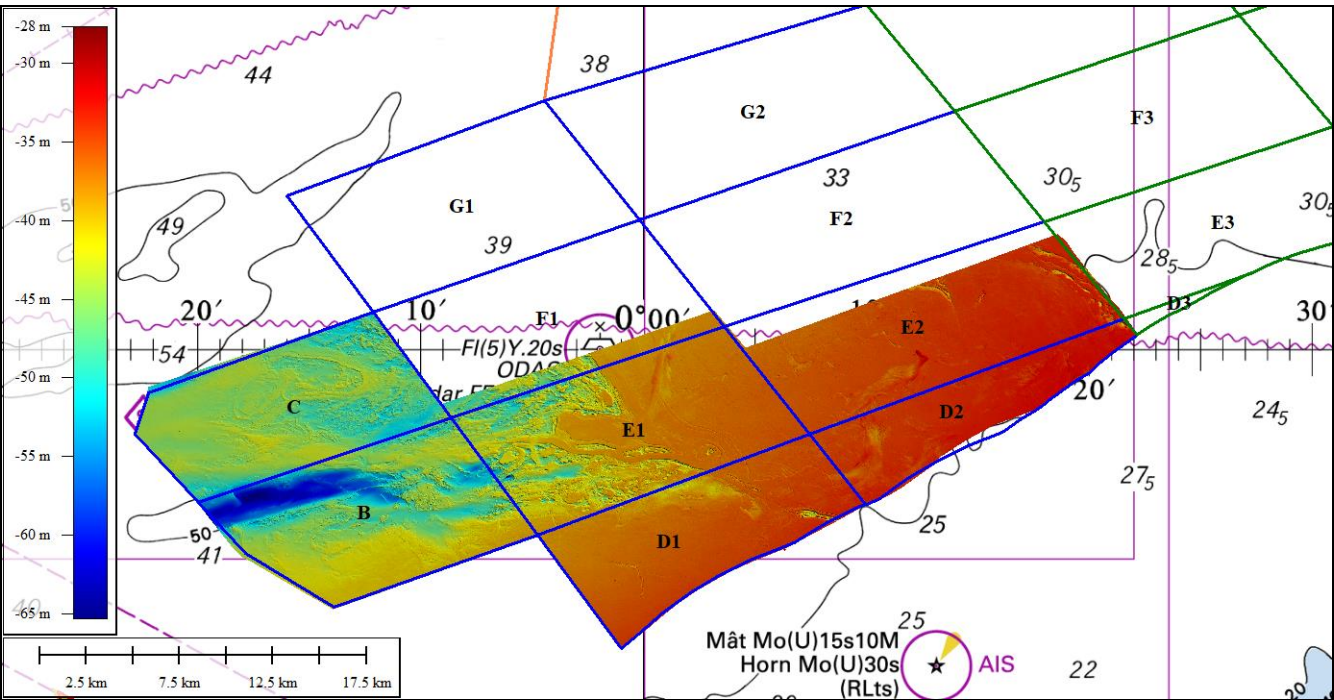 -28 m
-30 m
-35 m
-40 m
-45 m
-50 m
-55 m
-60 m
-65 m
44
38
G2
F3
33
30₅
G1
F2
49
39
E3
30₅
28₅
D3
20′
10′
E1
0°00′
30
54
Fl(5)Y.20s
ODAS
E2
20′
C
D2
24₅
E1
27₅
B
50
41
D1
25
40
2.5 km
7.5 km
12.5 km
17.5 km
25
Mât Mo(U)15s10M
Horn Mo(U)30s
(RLts)
AIS
22
20